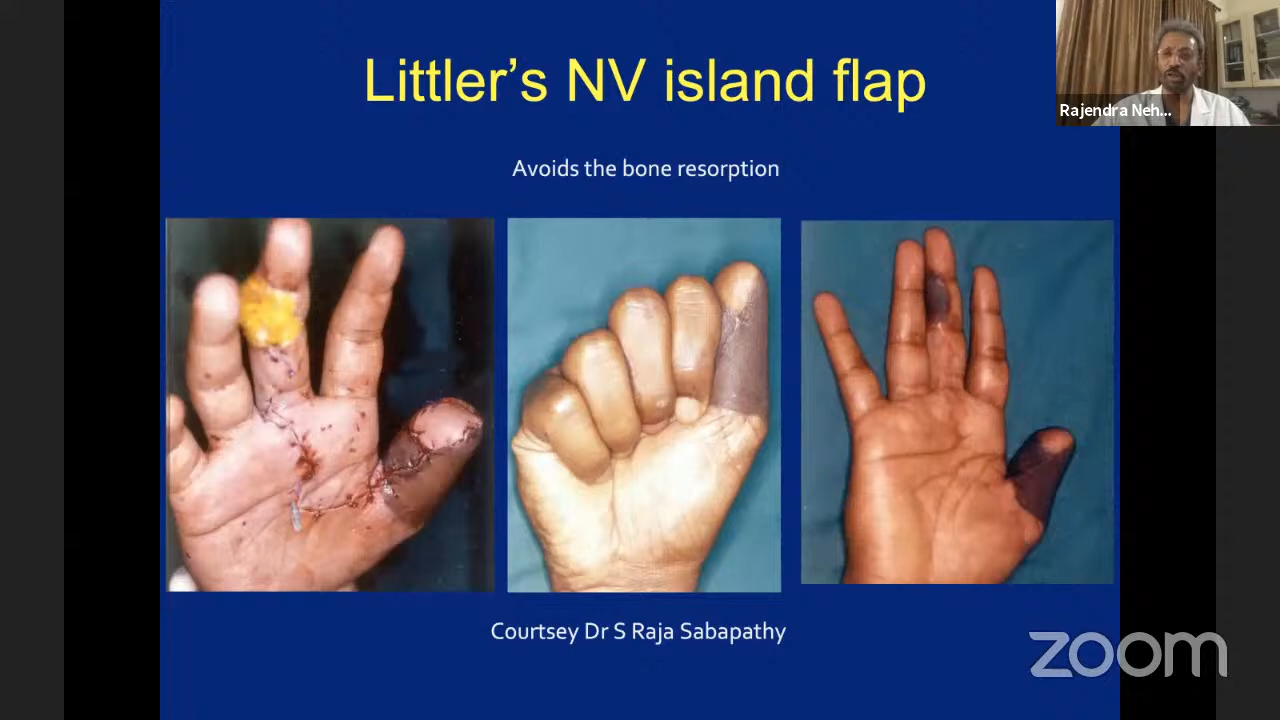 Littler's NV island flap
Rajendra Neh...
Avoids the bone resorption
Courtsey Dr S Raja Sabapathy
zoom